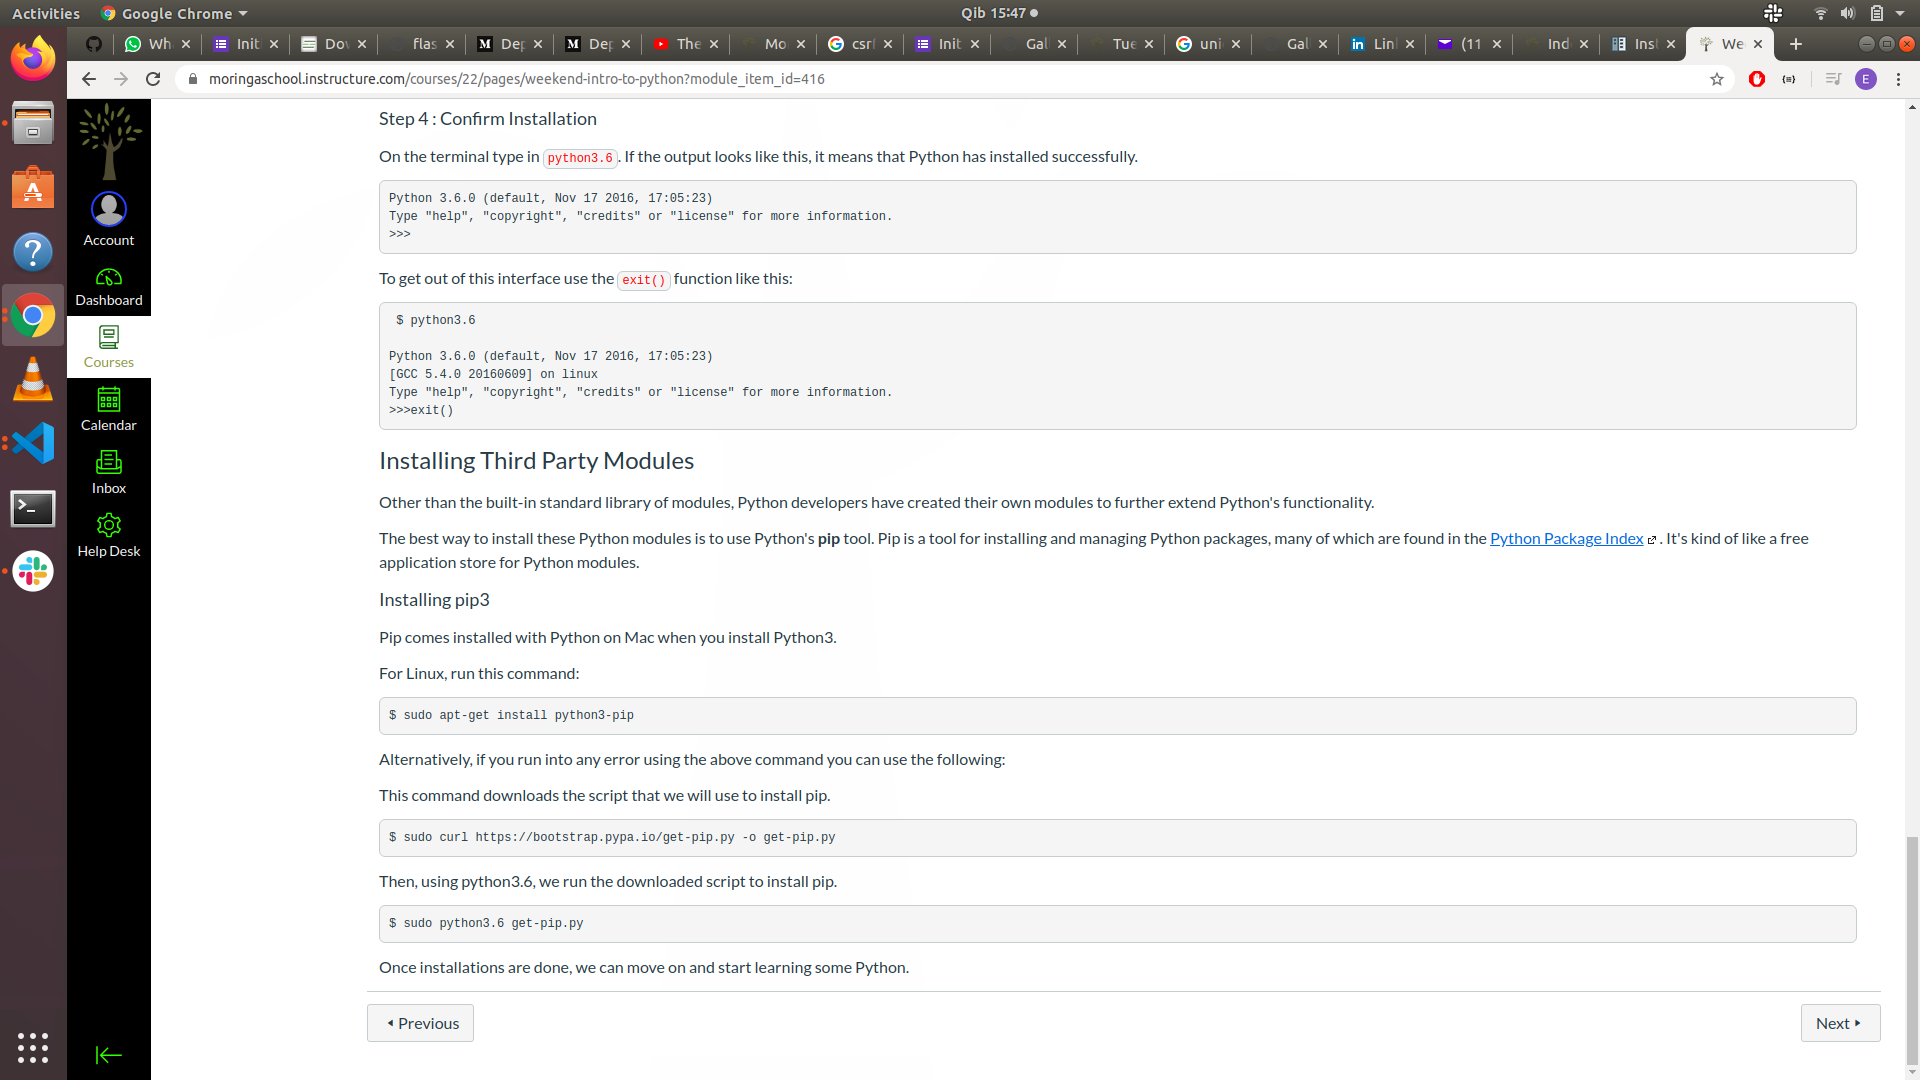 Activities
Google Chrome
Qib 15:47
Wh
Init
Dov
flas
Dep
Dep
The
Mo
csrf
Init
Gal
Tue
uni
Gal
Linl
(11
Ind
Inst
We
moringaschool.instructure.com/courses/22/pages/weekend-intro-to-python?module_item_id=416
E
Account
Dashboard
Courses
Calendar
Inbox
Help Desk
Step 4 : Confirm Installation
On the terminal type in python3.6. If the output looks like this, it means that Python has installed successfully.
Python 3.6.0 (default, Nov 17 2016, 17:05:23)
Type "help", "copyright", "credits" or "license" for more information.
>>>
To get out of this interface use the exit() function like this:
$ python3.6
Python 3.6.0 (default, Nov 17 2016, 17:05:23)
[GCC 5.4.0 20160609] on linux
Type "help", "copyright", "credits" or "license" for more information.
>>>exit()
Installing Third Party Modules
Other than the built-in standard library of modules, Python developers have created their own modules to further extend Python's functionality.
The best way to install these Python modules is to use Python's pip tool. Pip is a tool for installing and managing Python packages, many of which are found in the Python Package Index . It's kind of like a free
application store for Python modules.
Installing pip3
Pip comes installed with Python on Mac when you install Python3.
For Linux, run this command:
$ sudo apt-get install python3-pip
Alternatively, if you run into any error using the above command you can use the following:
This command downloads the script that we will use to install pip.
$ sudo curl https://bootstrap.pypa.io/get-pip.py -o get-pip.py
Then, using python3.6, we run the downloaded script to install pip.
$ sudo python3.6 get-pip.py
Once installations are done, we can move on and start learning some Python.
Previous
Next